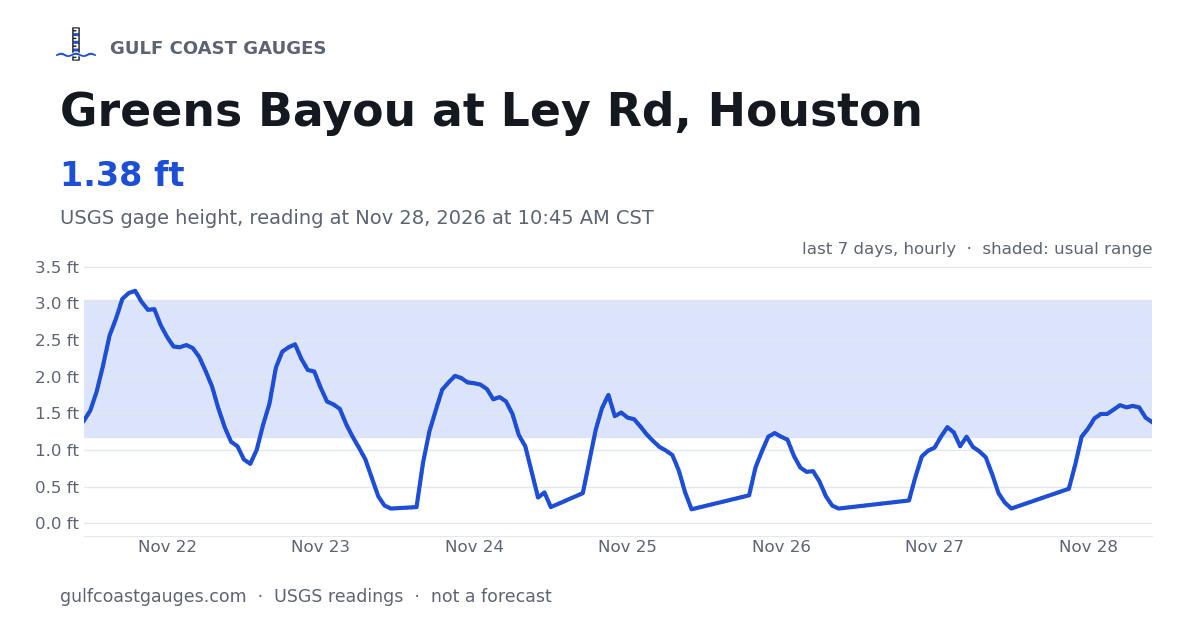 GULF COAST GAUGES
Greens Bayou at Ley Rd, Houston
1.38 ft
USGS gage height, reading at Nov 28, 2026 at 10:45 AM CST
last 7 days, hourly · shaded: usual range
3.5 ft
3.0 ft
2.5 ft
2.0 ft
1.5 ft
1.0 ft
0.5 ft
0.0 ft
Nov 22 Nov 23 Nov 24 Nov 25 Nov 26 Nov 27 Nov 28
gulfcoastgauges.com · USGS readings · not a forecast